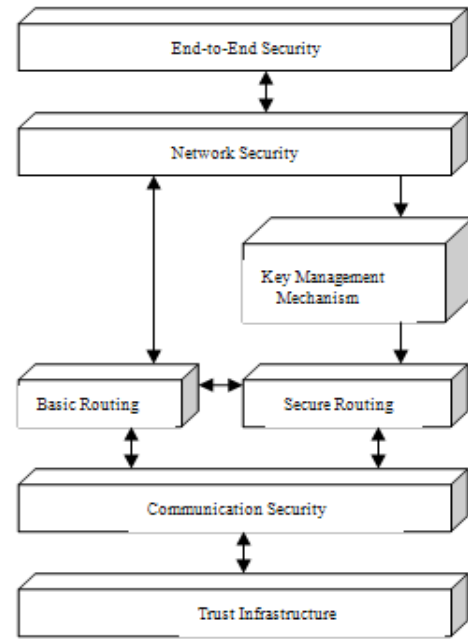 End-to-End Security
Network Security
Key Management
Mechanism
Basic Routing
Secure Routing
Communication Security
Trust Infrastructure